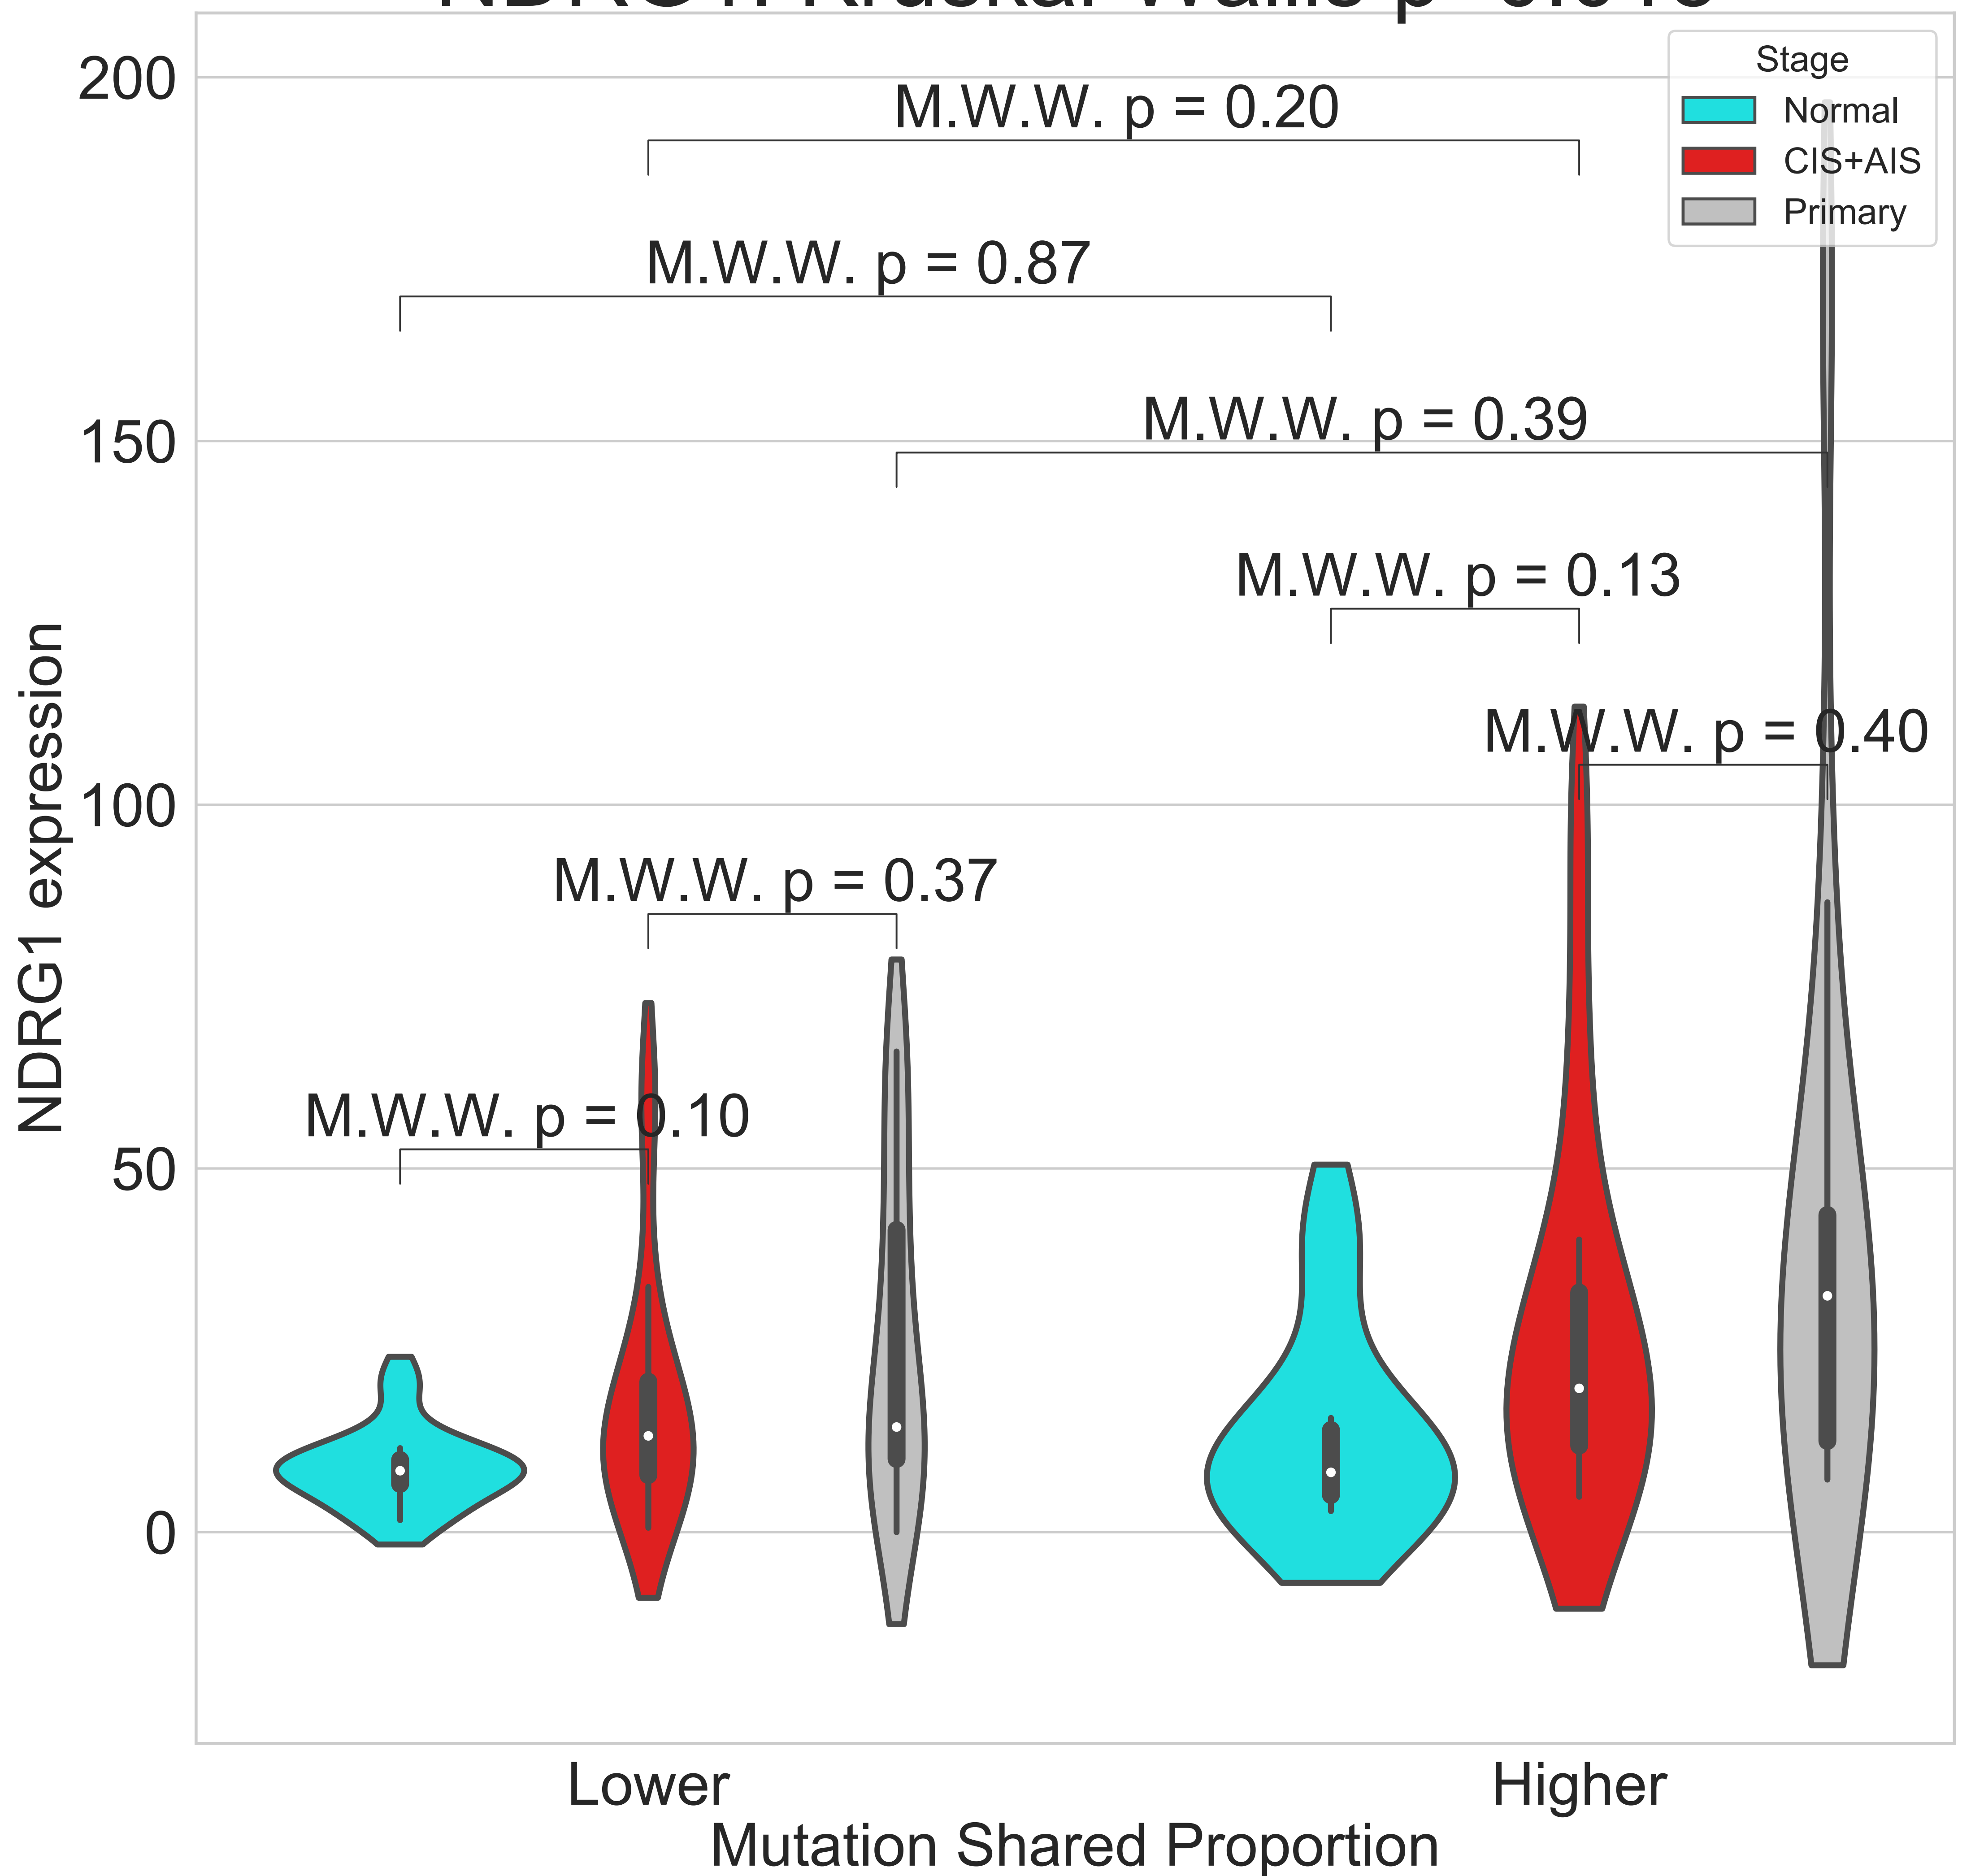 200
150
100
50
0
NDRG1 expression
Stage
Normal
CIS+AIS
Primary
M.W.W. p = 0.20
M.W.W. p = 0.87
M.W.W. p = 0.39
M.W.W. p = 0.13
M.W.W. p = 0.40
M.W.W. p = 0.37
M.W.W. p = 0.10
Lower
Higher
Mutation Shared Proportion